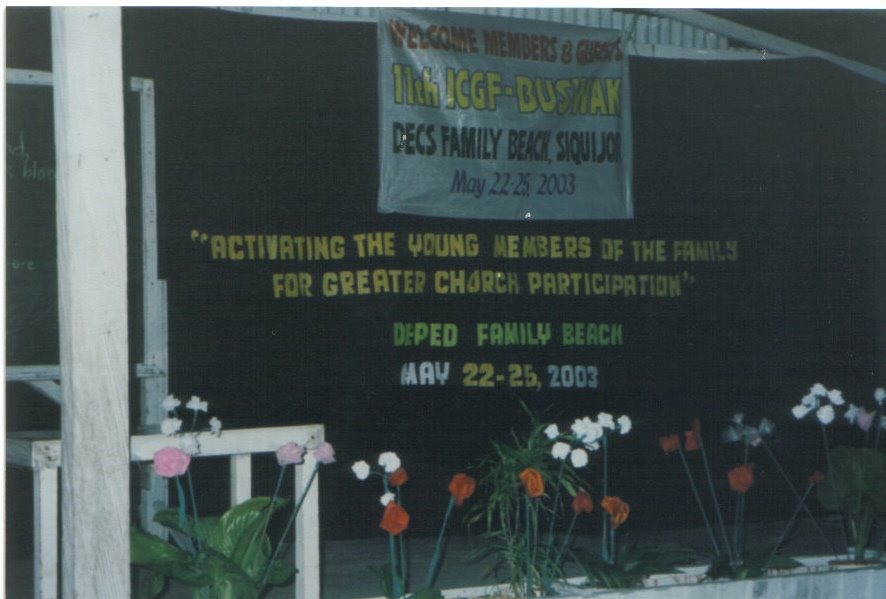 WELCOME MEMBERS & GUESTS
11th ICGF-BUSWAK
DECS FAMILY BEACH, SIQUIJOR
May 22-25, 2003
"ACTIVATING THE YOUNG MEMBERS OF THE FAMILY
FOR GREATER CHURCH PARTICIPATION"
DEPED FAMILY BEACH
MAY 22-25, 2003